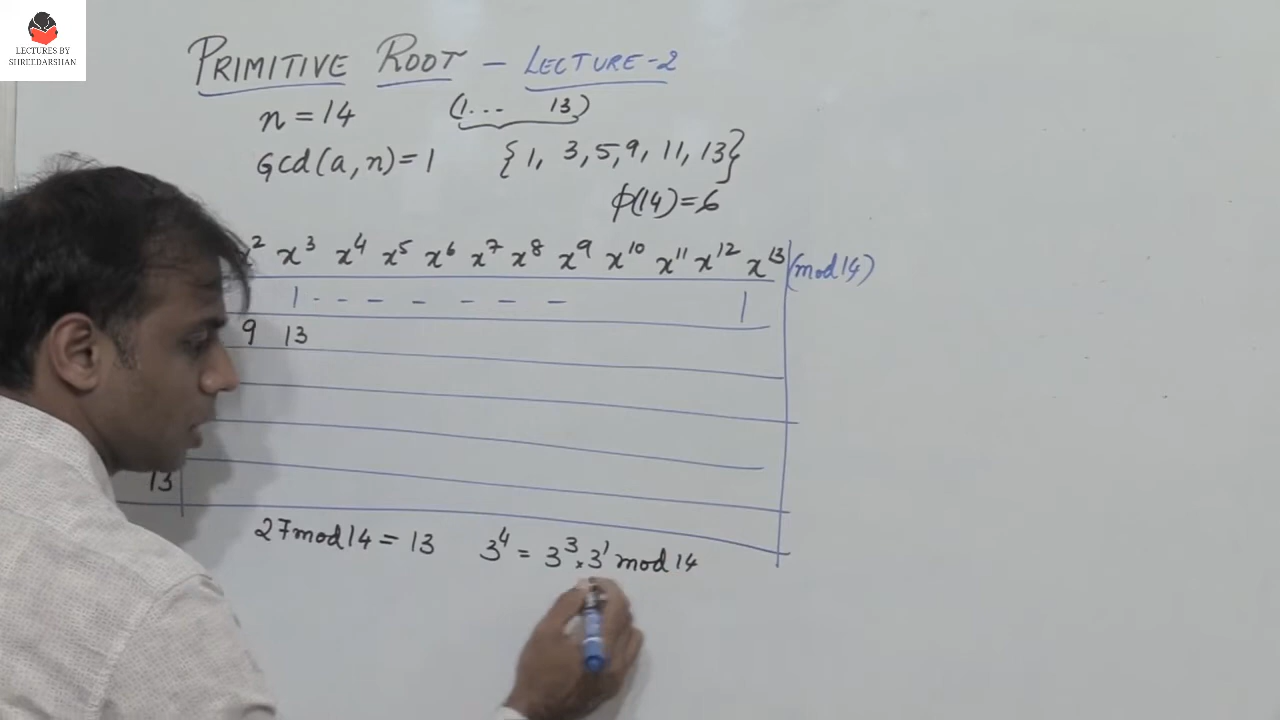 LECTURES BY
SHREEDARSHAN
PRIMITIVE ROOT – LECTURE-2
n = 14 (1... 13)
Gcd(a, n) = 1 {1, 3, 5, 9, 11, 13}
φ(14) = 6
x² x³ x⁴ x⁵ x⁶ x⁷ x⁸ x⁹ x¹⁰ x¹¹ x¹² x¹³ (mod 14)
1 - - - - - - - 1
9 13
13
27 mod 14 = 13 3⁴ = 3³ × 3¹ mod 14